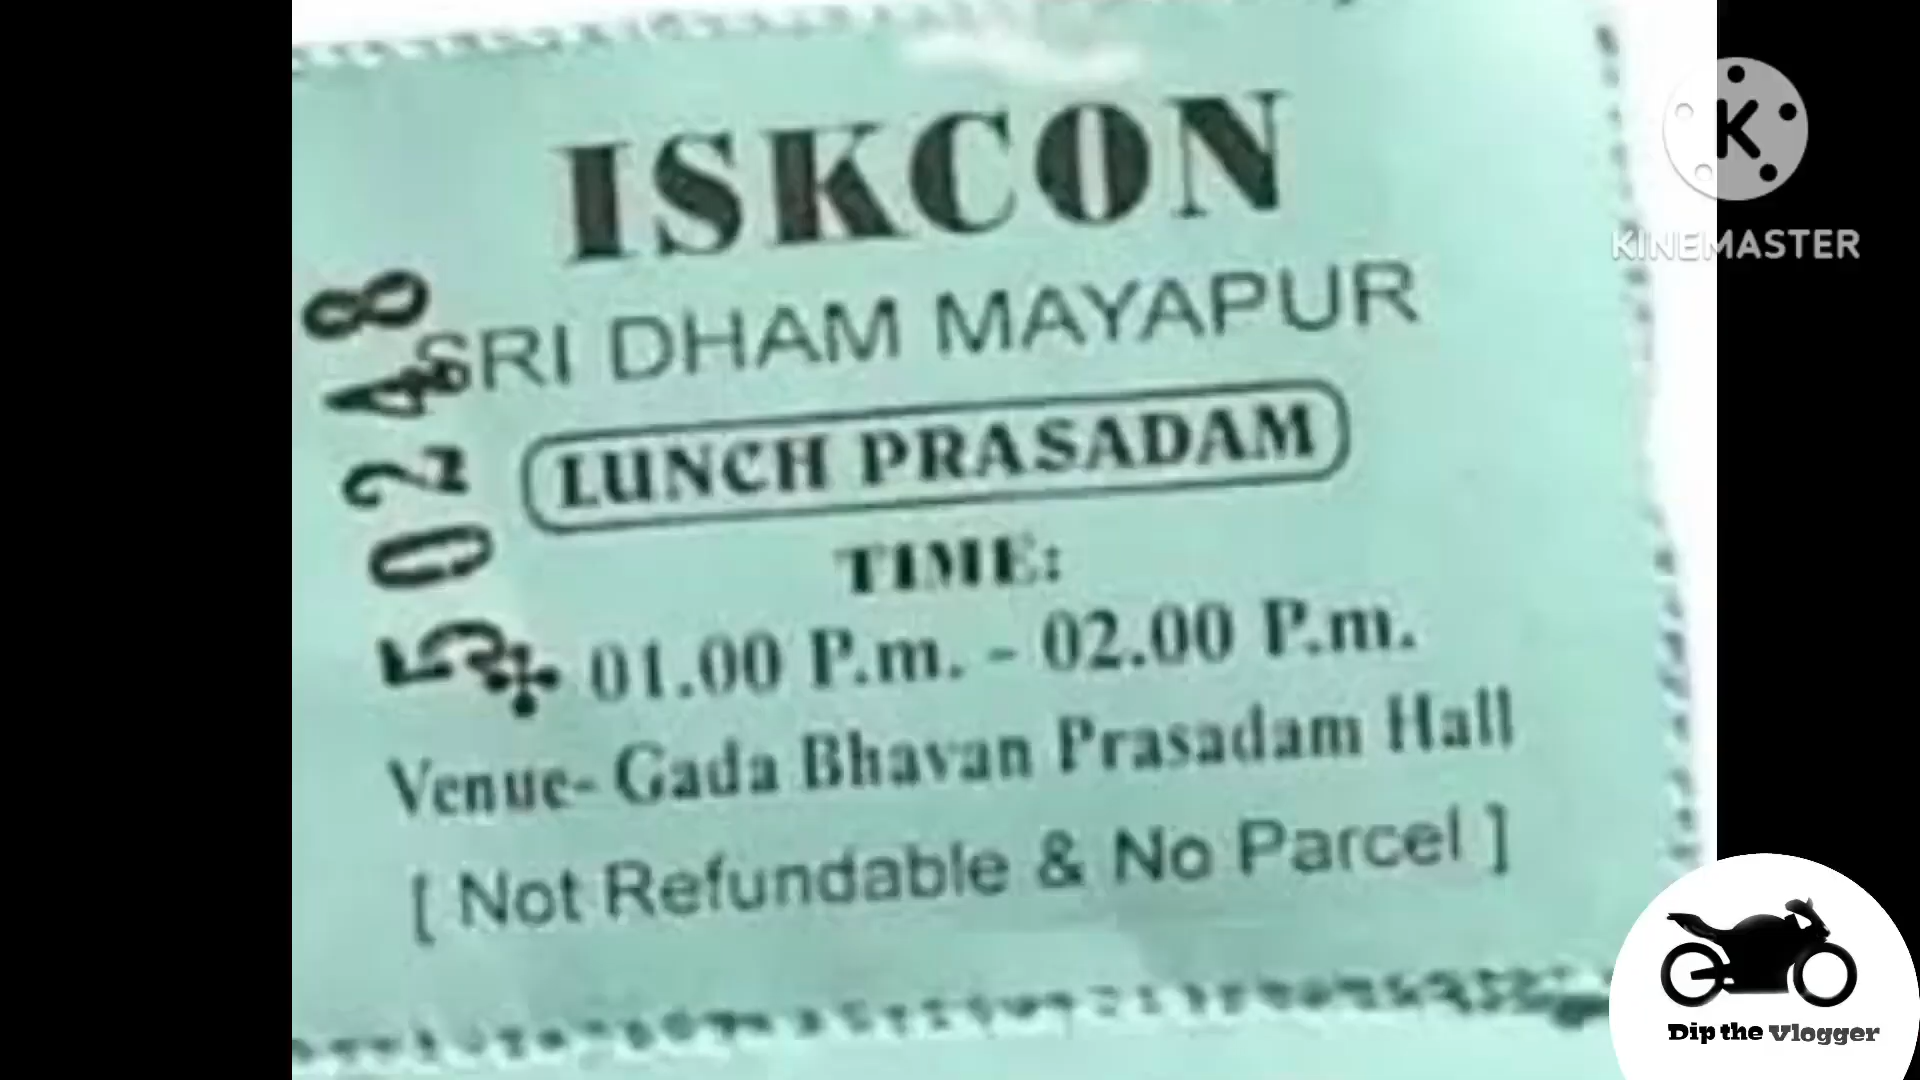 ISKCON
SRI DHAM MAYAPUR
LUNCH PRASADAM
TIME:
01.00 P.m. - 02.00 P.m.
Venue- Gada Bhavan Prasadam Hall
[ Not Refundable & No Parcel ]
50248
K
KINEMASTER
Dip the Vlogger